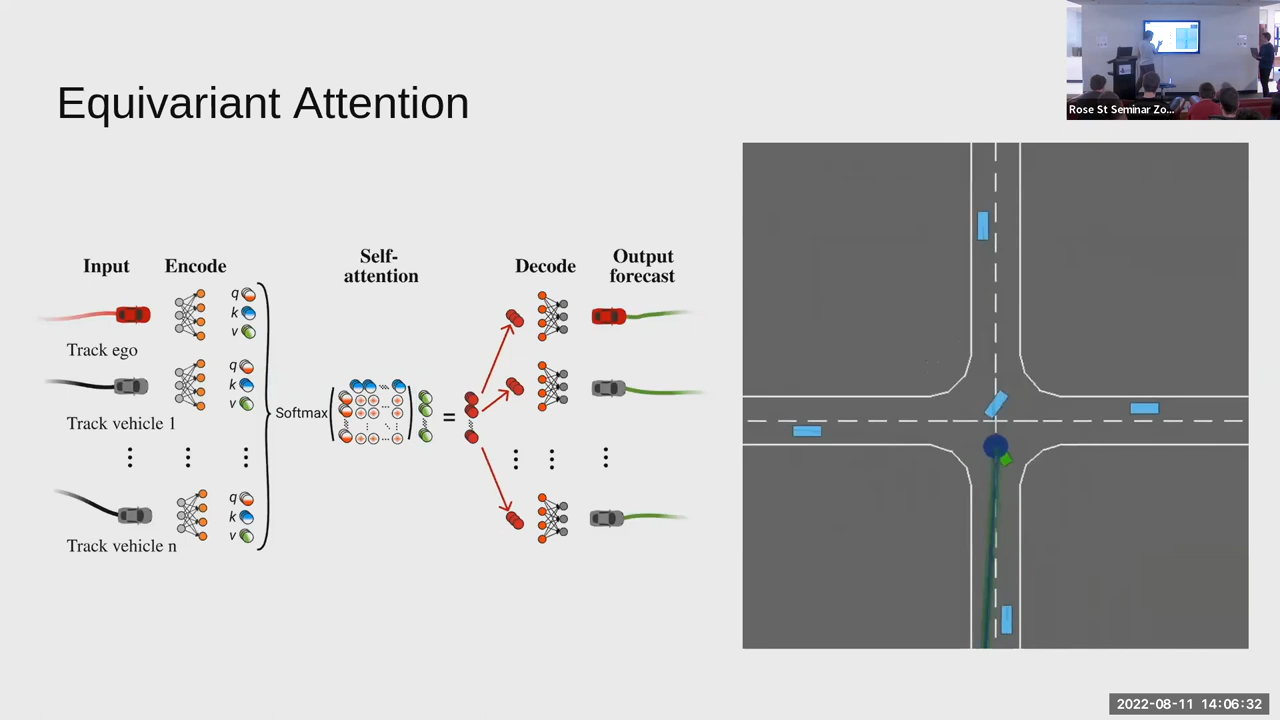 Equivariant Attention
Rose St Seminar Zo...
Input
Encode
Self-
attention
Decode
Output
forecast
q
k
v
Track ego
q
k
v
Track vehicle 1
Softmax
=
q
k
v
Track vehicle n
2022-08-11 14:06:32